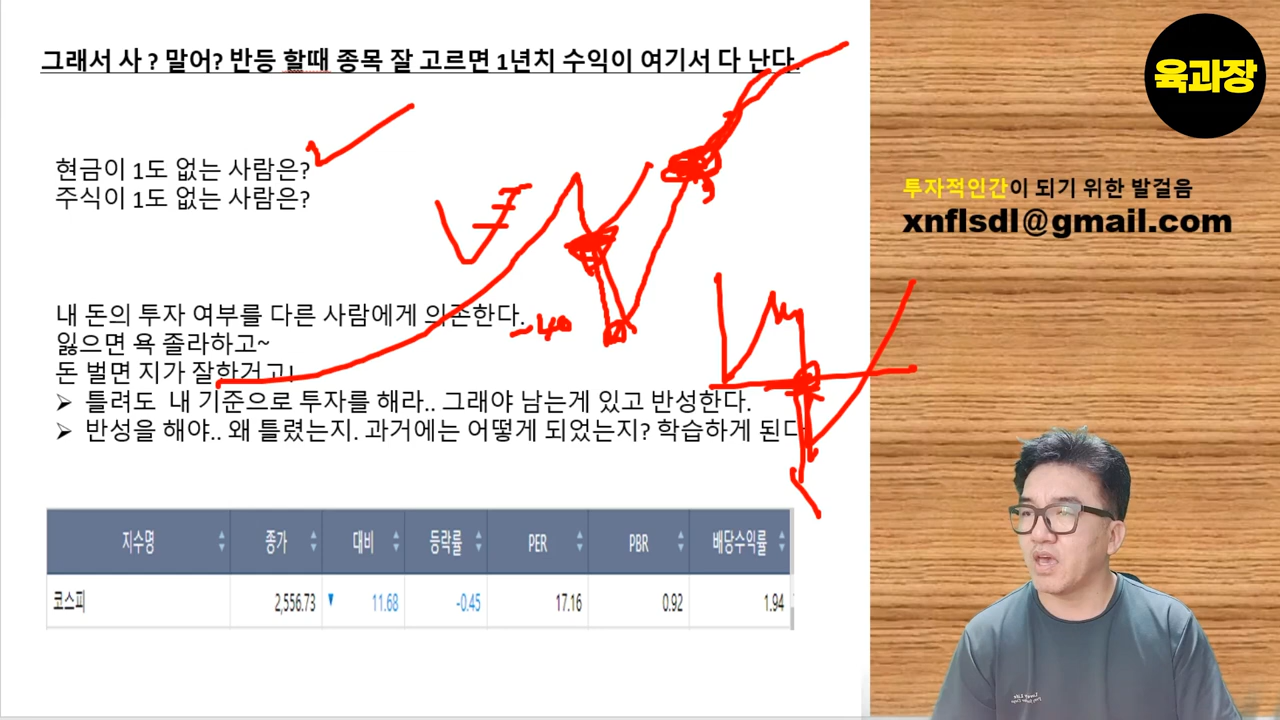 그래서 사 ? 말어? 반등 할때 종목 잘 고르면 1년치 수익이 여기서 다 난다.
육과장
현금이 1도 없는 사람은?
주식이 1도 없는 사람은?
투자적인간이 되기 위한 발걸음
xnflsdl@gmail.com
내 돈의 투자 여부를 다른 사람에게 의존한다.
잃으면 욕 졸라하고~
돈 벌면 지가 잘한거고!
-40
➢ 틀려도 내 기준으로 투자를 해라.. 그래야 남는게 있고 반성한다.
➢ 반성을 해야.. 왜 틀렸는지. 과거에는 어떻게 되었는지? 학습하게 된다
지수명 종가 대비 등락률 PER PBR 배당수익률
코스피 2,556.73 ▼ 11.68 -0.45 17.16 0.92 1.94